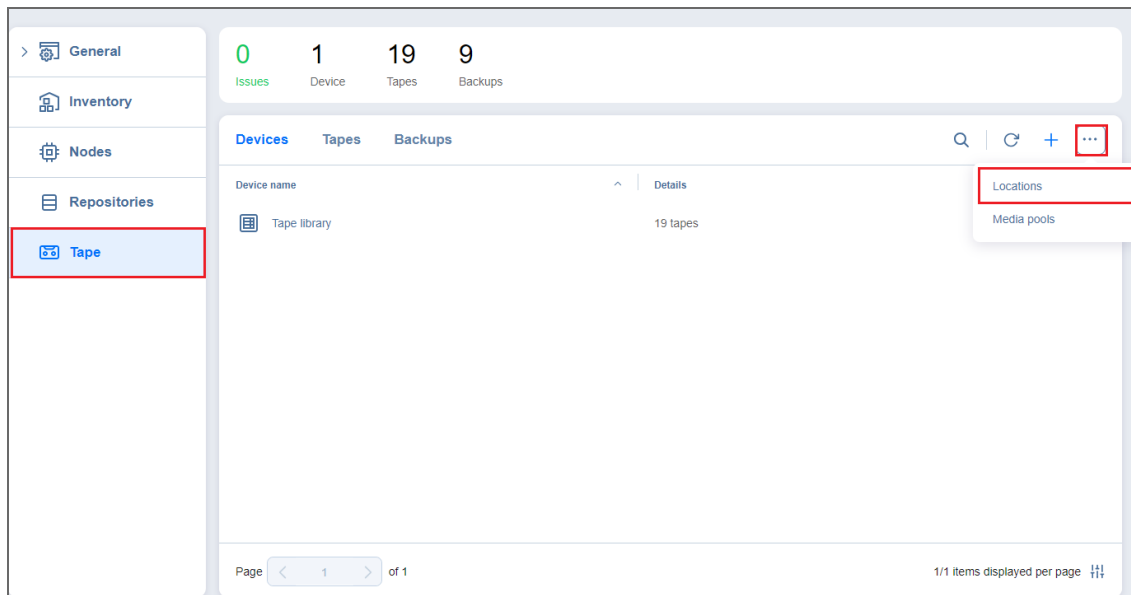 General
Inventory
Nodes
Repositories
Tape
0 1 19 9
Issues Device Tapes Backups
Devices Tapes Backups
Device name Details
Tape library 19 tapes
Locations
Media pools
Page 1 of 1
1/1 items displayed per page